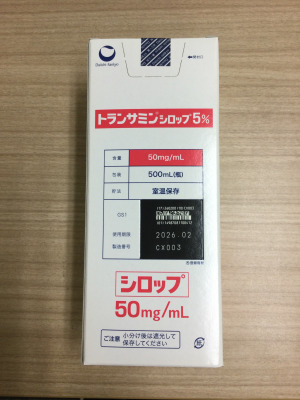 Daiichi-Sankyo
トランサミン®シロップ5%
含量 50mg/mL
包装 500mL(瓶)
貯法 室温保存
GS1
使用期限 2026.02
製造番号 CX003
シロップ
50mg/mL
ご注意 小分け後は遮光して
保存してください